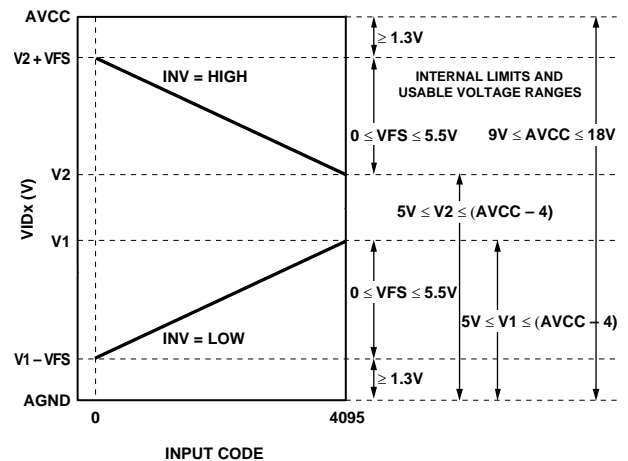 AVCC
≥ 1.3V
V2 + VFS
INV = HIGH
INTERNAL LIMITS AND
USABLE VOLTAGE RANGES
0 ≤ VFS ≤ 5.5V
9V ≤ AVCC ≤ 18V
V2
VIDx (V)
5V ≤ V2 ≤ (AVCC – 4)
V1
0 ≤ VFS ≤ 5.5V
5V ≤ V1 ≤ (AVCC – 4)
INV = LOW
V1 – VFS
≥ 1.3V
AGND
0
4095
INPUT CODE